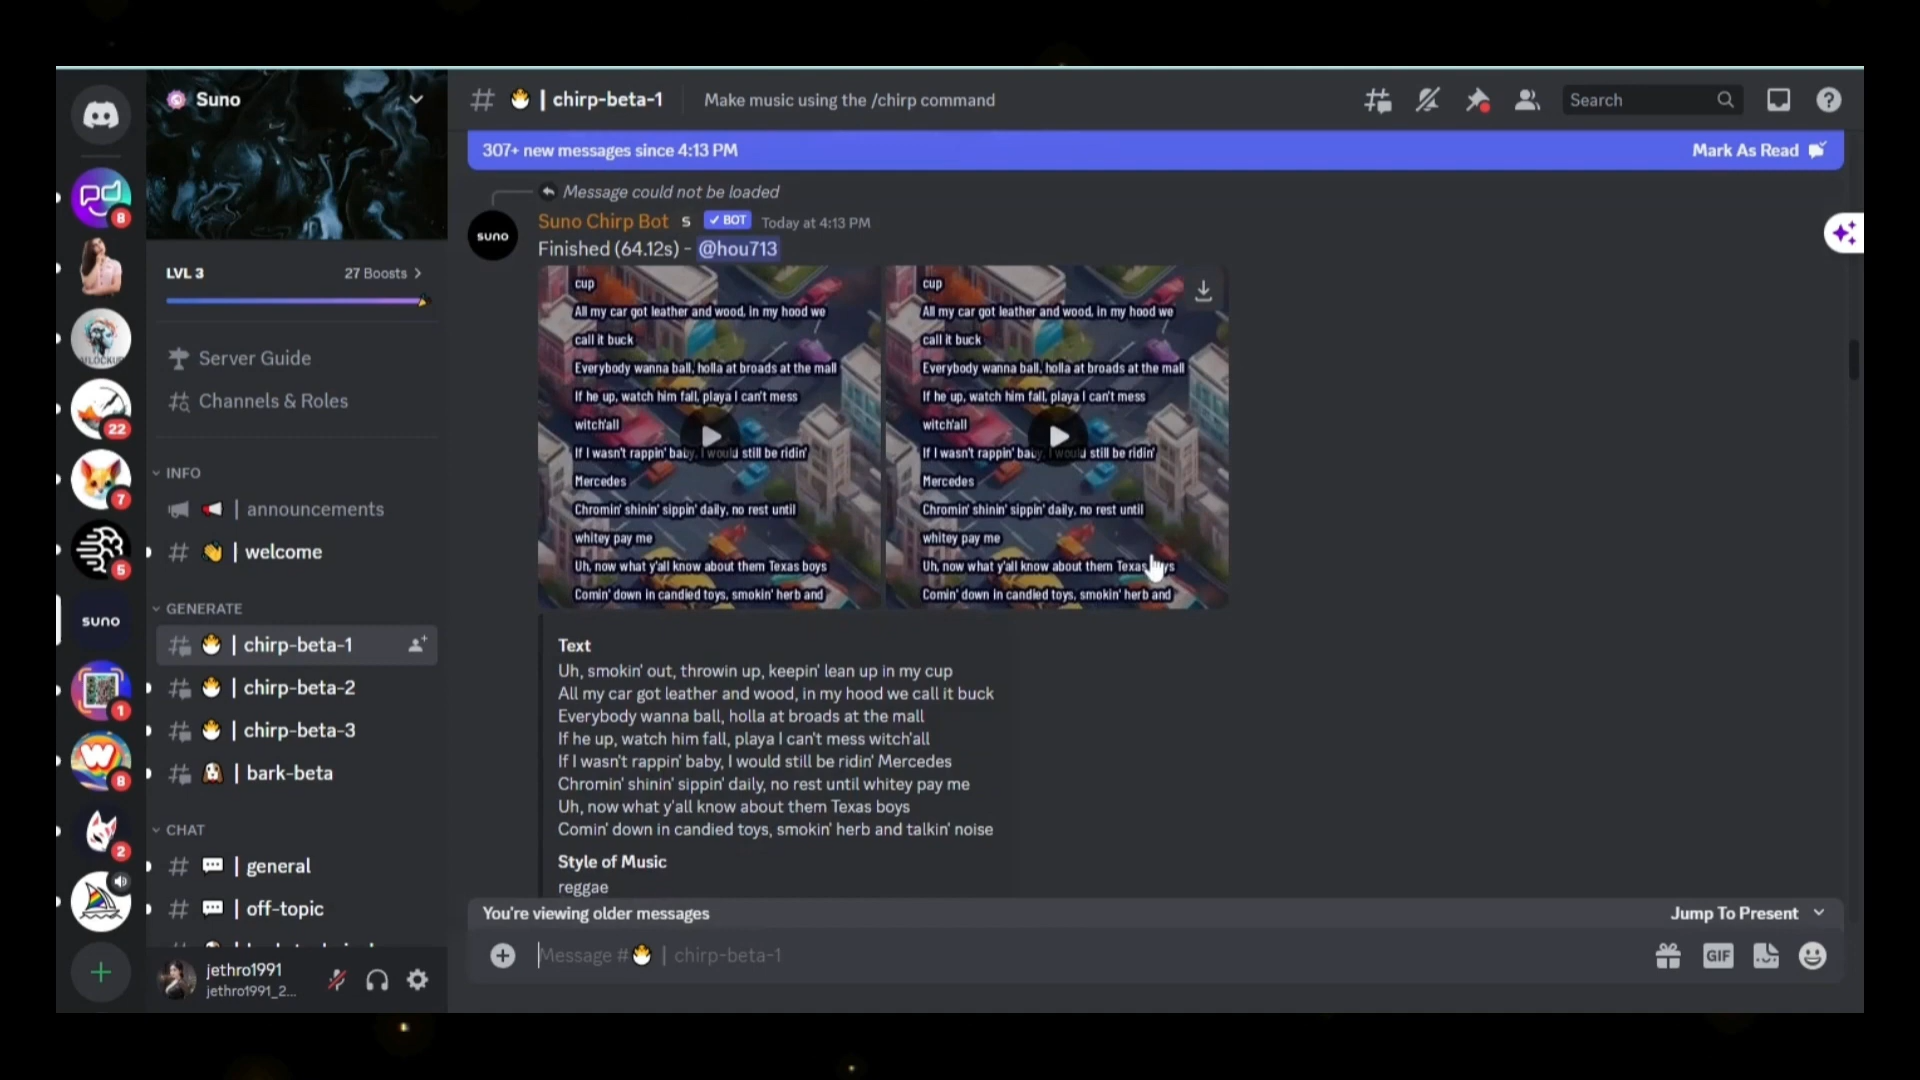 Suno
LVL 3
27 Boosts
Server Guide
Channels & Roles
INFO
| announcements
| welcome
GENERATE
| chirp-beta-1
| chirp-beta-2
| chirp-beta-3
| bark-beta
CHAT
| general
| off-topic
jethro1991
jethro1991_2...
8
22
7
5
suno
1
W
8
2
| chirp-beta-1
Make music using the /chirp command
Search
307+ new messages since 4:13 PM
Mark As Read
Message could not be loaded
suno
Suno Chirp Bot S BOT Today at 4:13 PM
Finished (64.12s) - @hou713
cup
All my car got leather and wood, in my hood we
call it buck
Everybody wanna ball, holla at broads at the mall
If he up, watch him fall, playa I can't mess
witch'all
If I wasn't rappin' baby, I would still be ridin'
Mercedes
Chromin' shinin' sippin' daily, no rest until
whitey pay me
Uh, now what y'all know about them Texas boys
Comin' down in candied toys, smokin' herb and
cup
All my car got leather and wood, in my hood we
call it buck
Everybody wanna ball, holla at broads at the mall
If he up, watch him fall, playa I can't mess
witch'all
If I wasn't rappin' baby, I would still be ridin'
Mercedes
Chromin' shinin' sippin' daily, no rest until
whitey pay me
Uh, now what y'all know about them Texas boys
Comin' down in candied toys, smokin' herb and
Text
Uh, smokin' out, throwin up, keepin' lean up in my cup
All my car got leather and wood, in my hood we call it buck
Everybody wanna ball, holla at broads at the mall
If he up, watch him fall, playa I can't mess witch'all
If I wasn't rappin' baby, I would still be ridin' Mercedes
Chromin' shinin' sippin' daily, no rest until whitey pay me
Uh, now what y'all know about them Texas boys
Comin' down in candied toys, smokin' herb and talkin' noise
Style of Music
reggae
You're viewing older messages
Jump To Present
Message # | chirp-beta-1
GIF